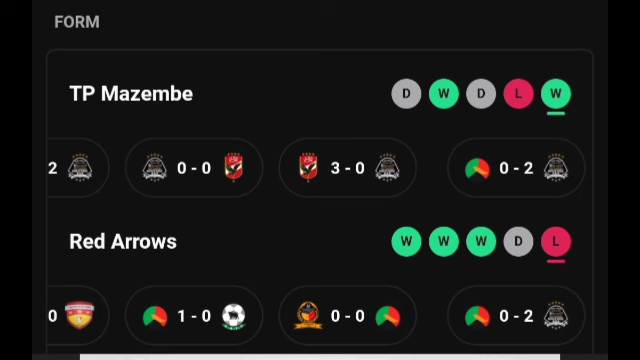 FORM
TP Mazembe D W D L W
2 0 - 0 3 - 0 0 - 2
Red Arrows W W W D L
0 1 - 0 0 - 0 0 - 2